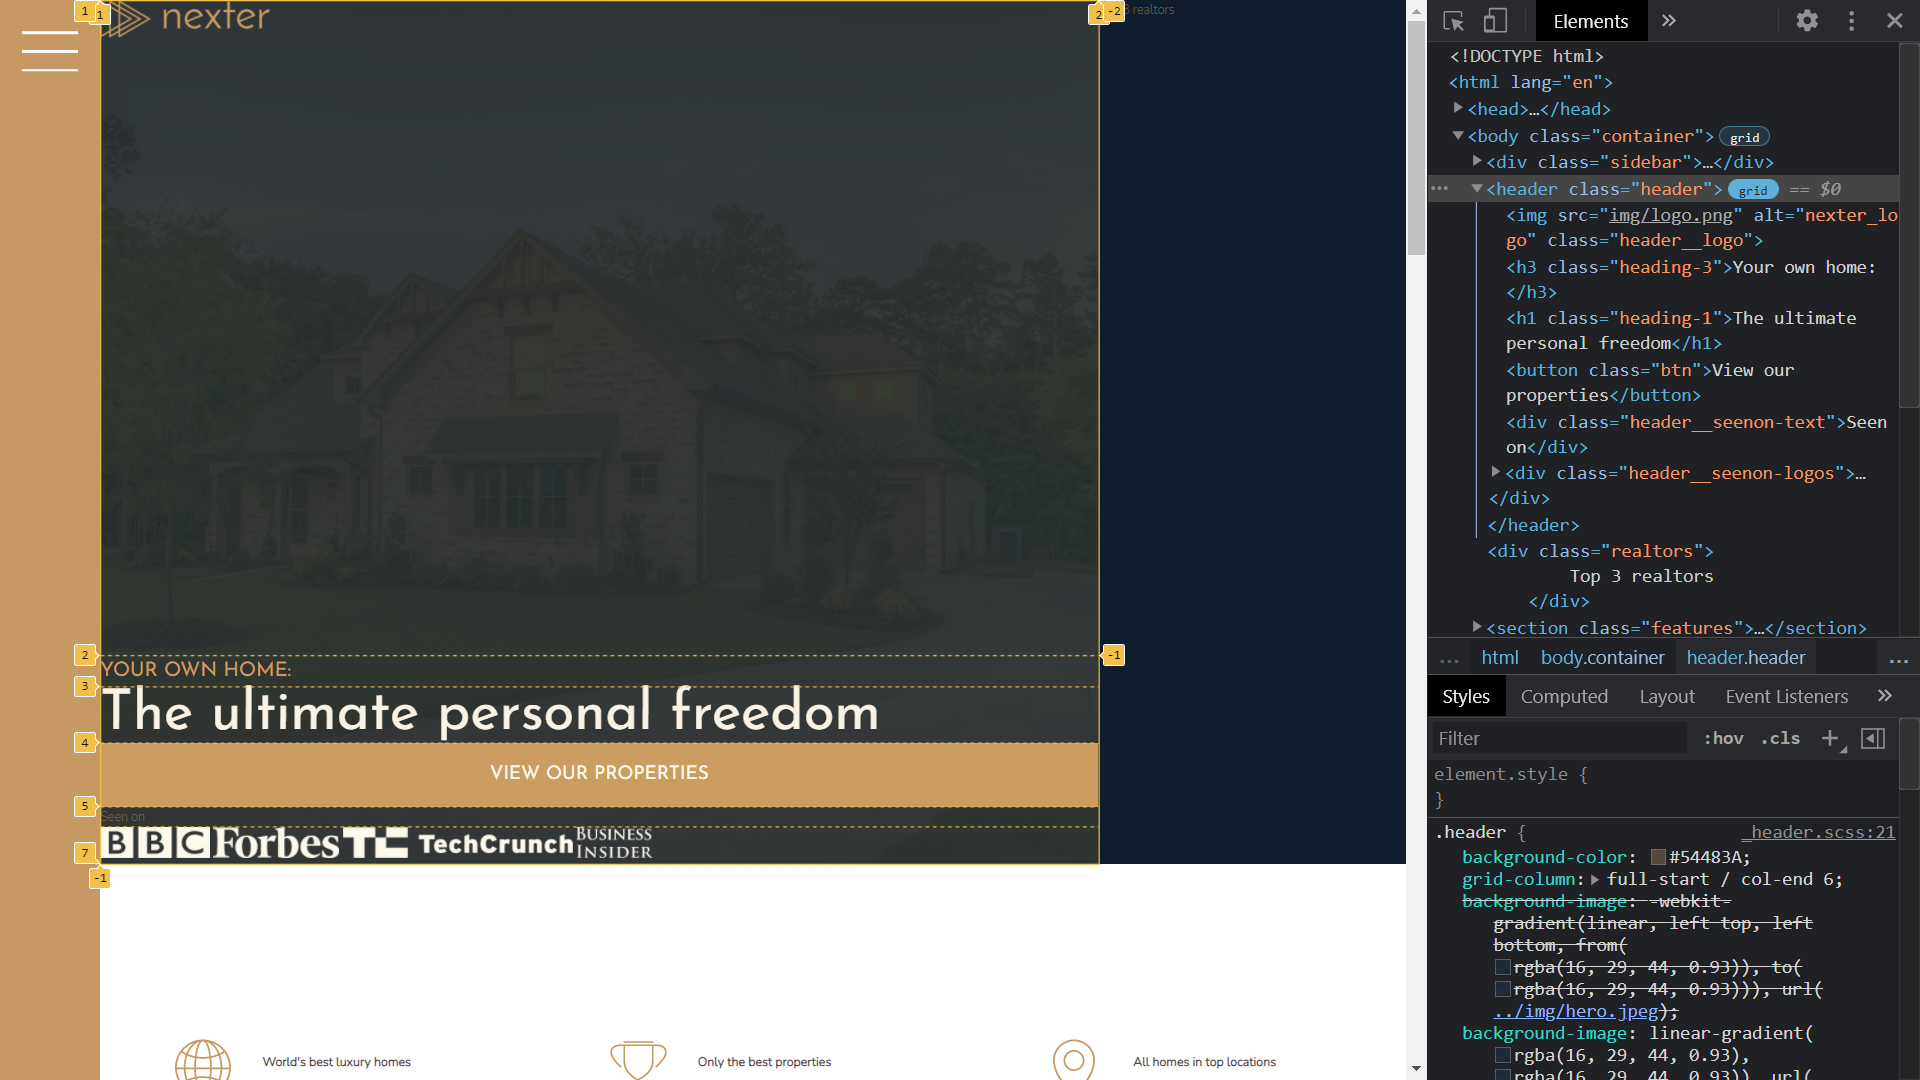 nexter
1
1
2
-2
3 realtors
2
-1
YOUR OWN HOME:
3
The ultimate personal freedom
4
VIEW OUR PROPERTIES
5
Seen on
BBC Forbes TC TechCrunch BUSINESS INSIDER
7
-1
World's best luxury homes
Only the best properties
All homes in top locations
Elements
<!DOCTYPE html>
<html lang="en">
<head>…</head>
<body class="container"> grid
<div class="sidebar">…</div>
<header class="header"> grid == $0
<img src="img/logo.png" alt="nexter_lo
go" class="header__logo">
<h3 class="heading-3">Your own home:
</h3>
<h1 class="heading-1">The ultimate
personal freedom</h1>
<button class="btn">View our
properties</button>
<div class="header__seenon-text">Seen
on</div>
<div class="header__seenon-logos">…
</div>
</header>
<div class="realtors">
Top 3 realtors
</div>
<section class="features">…</section>
… html body.container header.header …
Styles Computed Layout Event Listeners
Filter :hov .cls
element.style {
}
.header { _header.scss:21
background-color: #54483A;
grid-column: full-start / col-end 6;
background-image: -webkit-
gradient(linear, left top, left
bottom, from(
rgba(16, 29, 44, 0.93)), to(
rgba(16, 29, 44, 0.93))), url(
../img/hero.jpeg);
background-image: linear-gradient(
rgba(16, 29, 44, 0.93),
rgba(16, 29, 44, 0.93)), url(